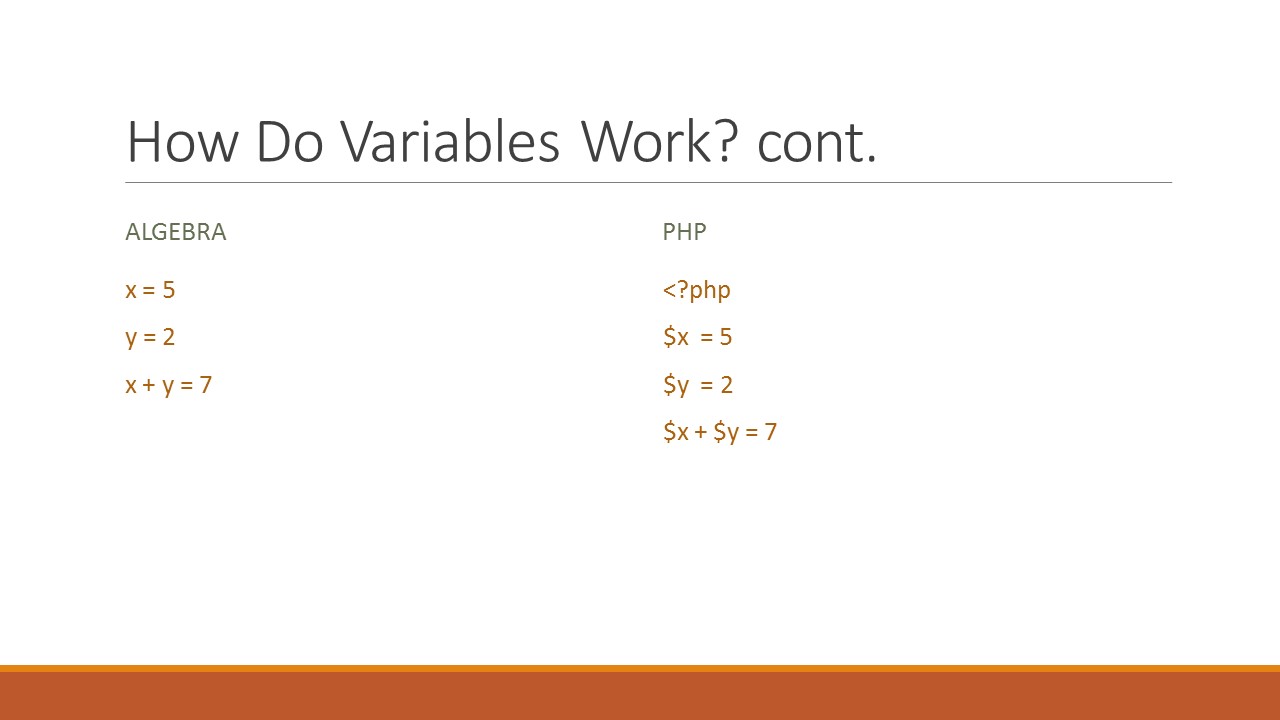 How Do Variables Work? cont.
ALGEBRA
x = 5
y = 2
x + y = 7
PHP
<?php
$x  = 5
$y  = 2
$x + $y = 7